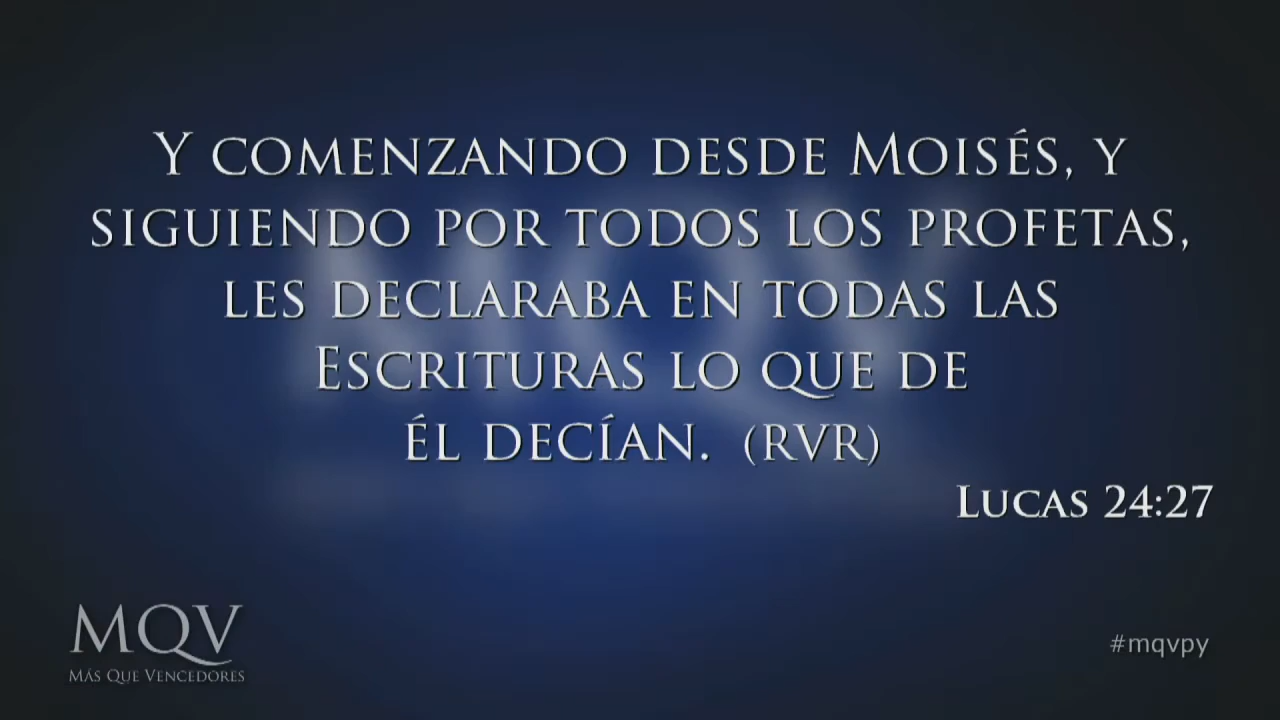 Y comenzando desde Moisés, y
siguiendo por todos los profetas,
les declaraba en todas las
Escrituras lo que de
él decían. (RVR)
Lucas 24:27
MQV
Más Que Vencedores
#mqvpy